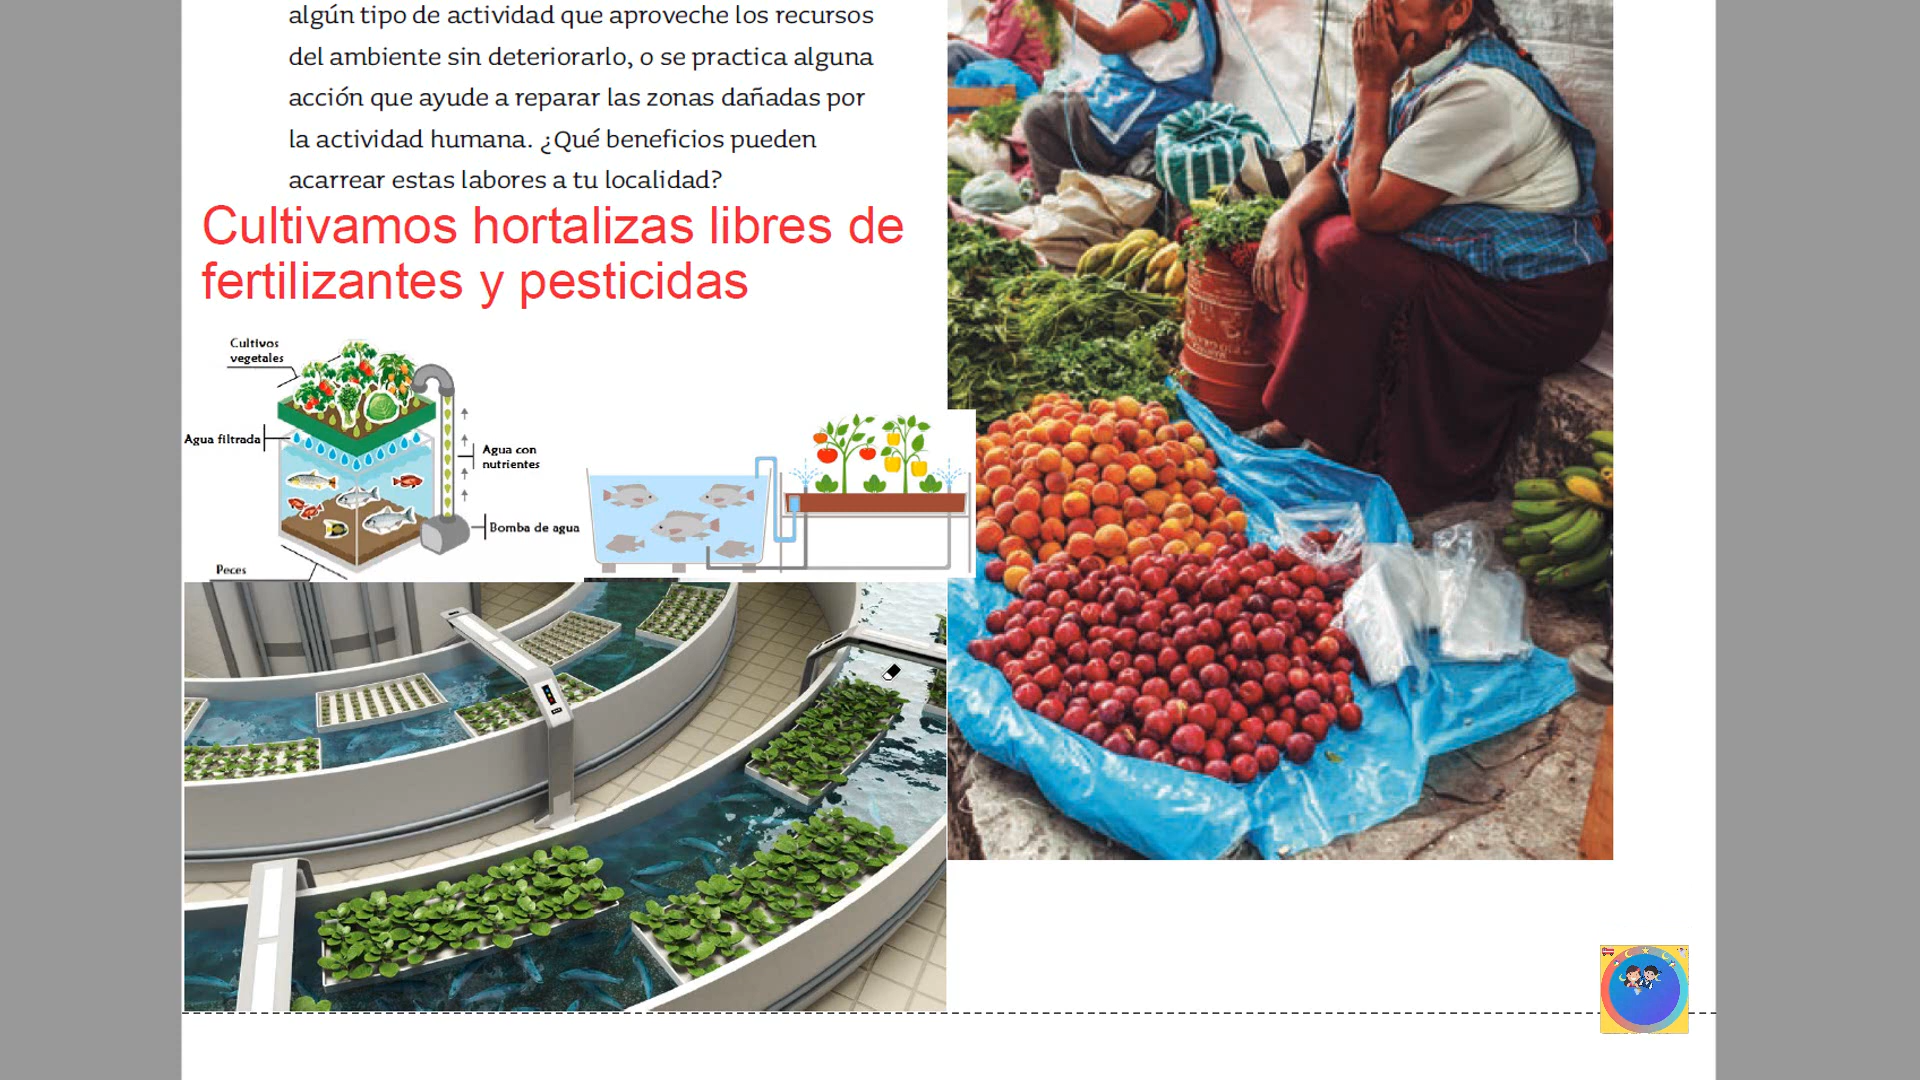 algún tipo de actividad que aproveche los recursos
del ambiente sin deteriorarlo, o se practica alguna
acción que ayude a reparar las zonas dañadas por
la actividad humana. ¿Qué beneficios pueden
acarrear estas labores a tu localidad?
Cultivamos hortalizas libres de
fertilizantes y pesticidas
Cultivos
vegetales
Agua filtrada
Agua con
nutrientes
Bomba de agua
Peces